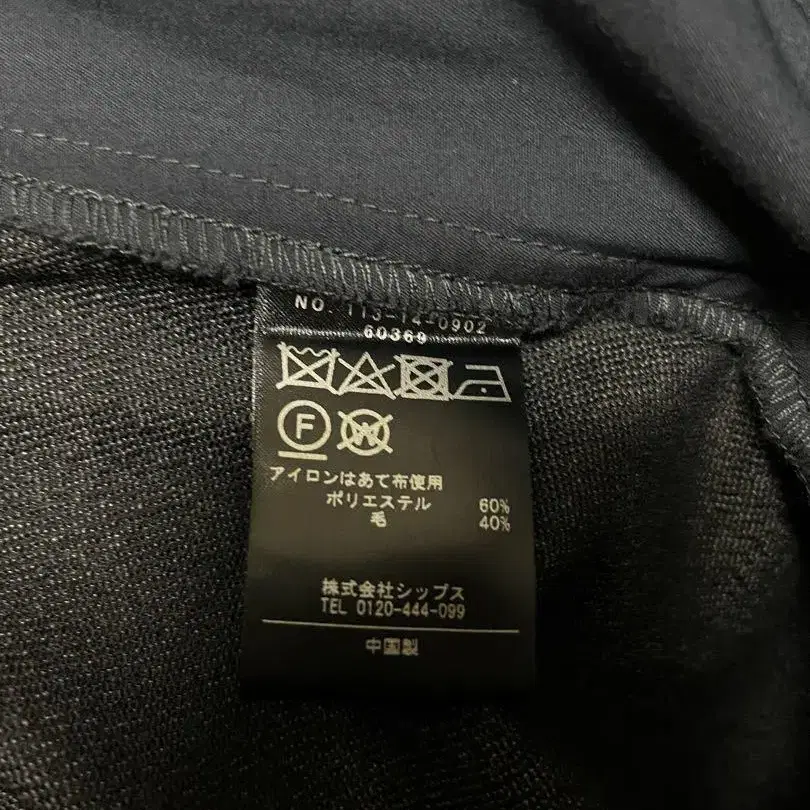 NO. 113-14-0902
60369
F
W
アイロンはあて布使用
ポリエステル 60%
毛 40%
株式会社シップス
TEL 0120-444-099
中国製